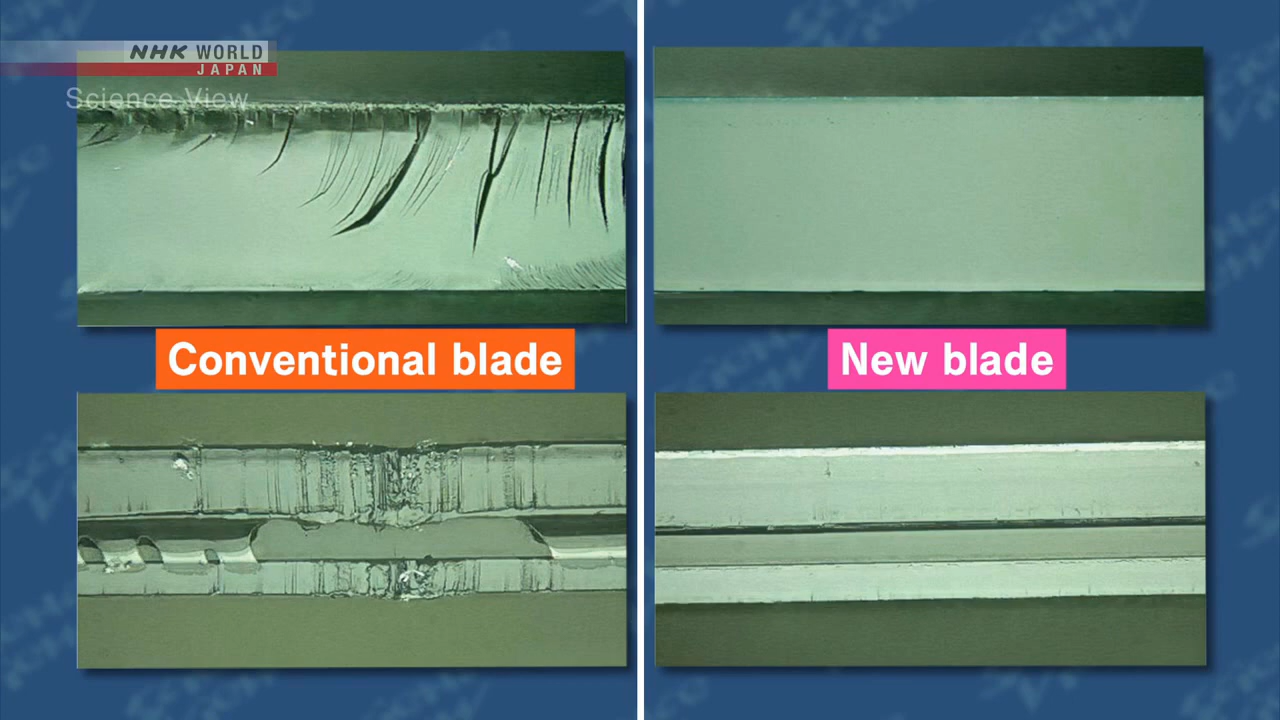 NHK WORLD
JAPAN
Science View
Conventional blade
New blade